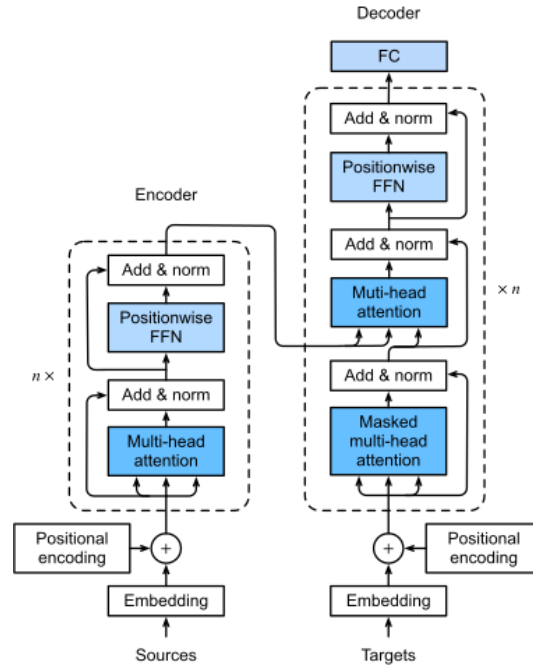 Decoder
FC
Add & norm
Positionwise
FFN
Encoder
Add & norm
Add & norm
Muti-head
attention
× n
Positionwise
FFN
n ×
Add & norm
Add & norm
Multi-head
attention
Masked
multi-head
attention
Positional
encoding
+
+
Positional
encoding
Embedding
Embedding
Sources
Targets